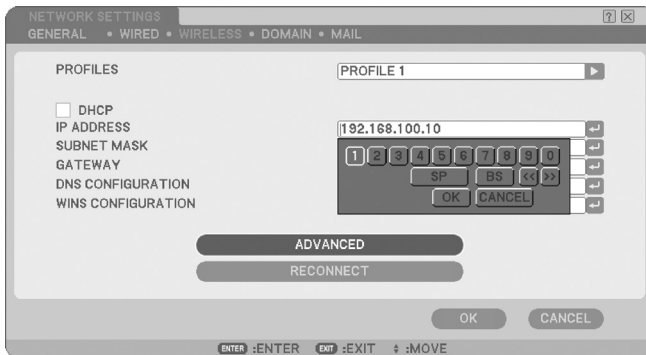 NETWORK SETTINGS ? X
GENERAL • WIRED • WIRELESS • DOMAIN • MAIL
PROFILES PROFILE 1
DHCP
IP ADDRESS 192.168.100.10
SUBNET MASK
GATEWAY
DNS CONFIGURATION
WINS CONFIGURATION
1 2 3 4 5 6 7 8 9 0
SP BS << >>
OK CANCEL
ADVANCED
RECONNECT
OK CANCEL
ENTER :ENTER EXIT :EXIT :MOVE